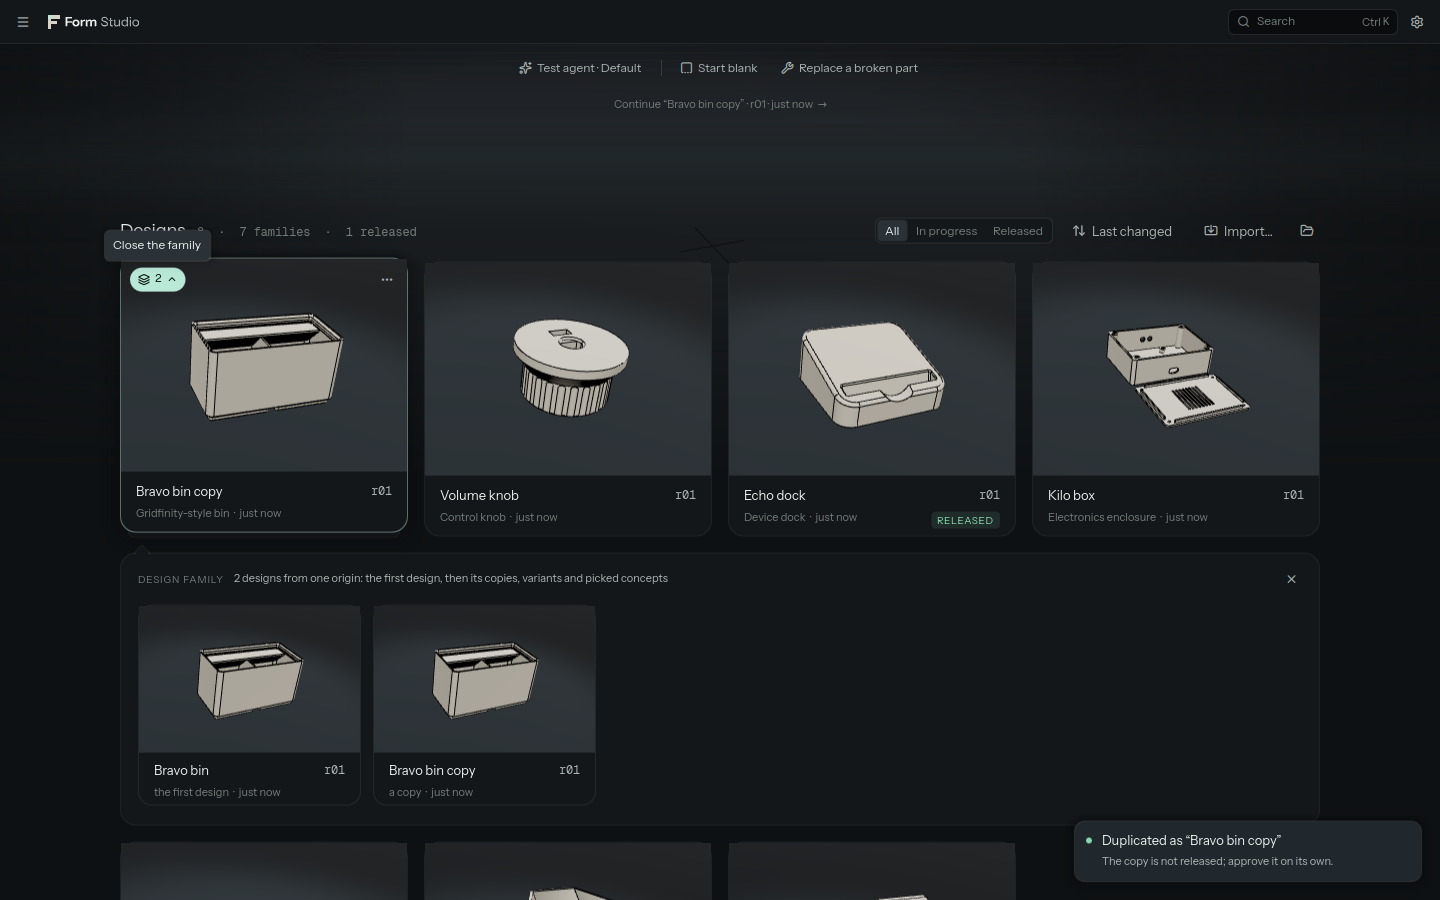 Form Studio
Search Ctrl K
Test agent · Default
Start blank
Replace a broken part
Continue “Bravo bin copy” · r01 · just now →
Designs · 7 families · 1 released
All In progress Released
Last changed
Import...
Close the family
2
Bravo bin copy r01
Gridfinity-style bin · just now
Volume knob r01
Control knob · just now
Echo dock r01
Device dock · just now
RELEASED
Kilo box r01
Electronics enclosure · just now
DESIGN FAMILY 2 designs from one origin: the first design, then its copies, variants and picked concepts
Bravo bin r01
the first design · just now
Bravo bin copy r01
a copy · just now
Duplicated as “Bravo bin copy”
The copy is not released; approve it on its own.